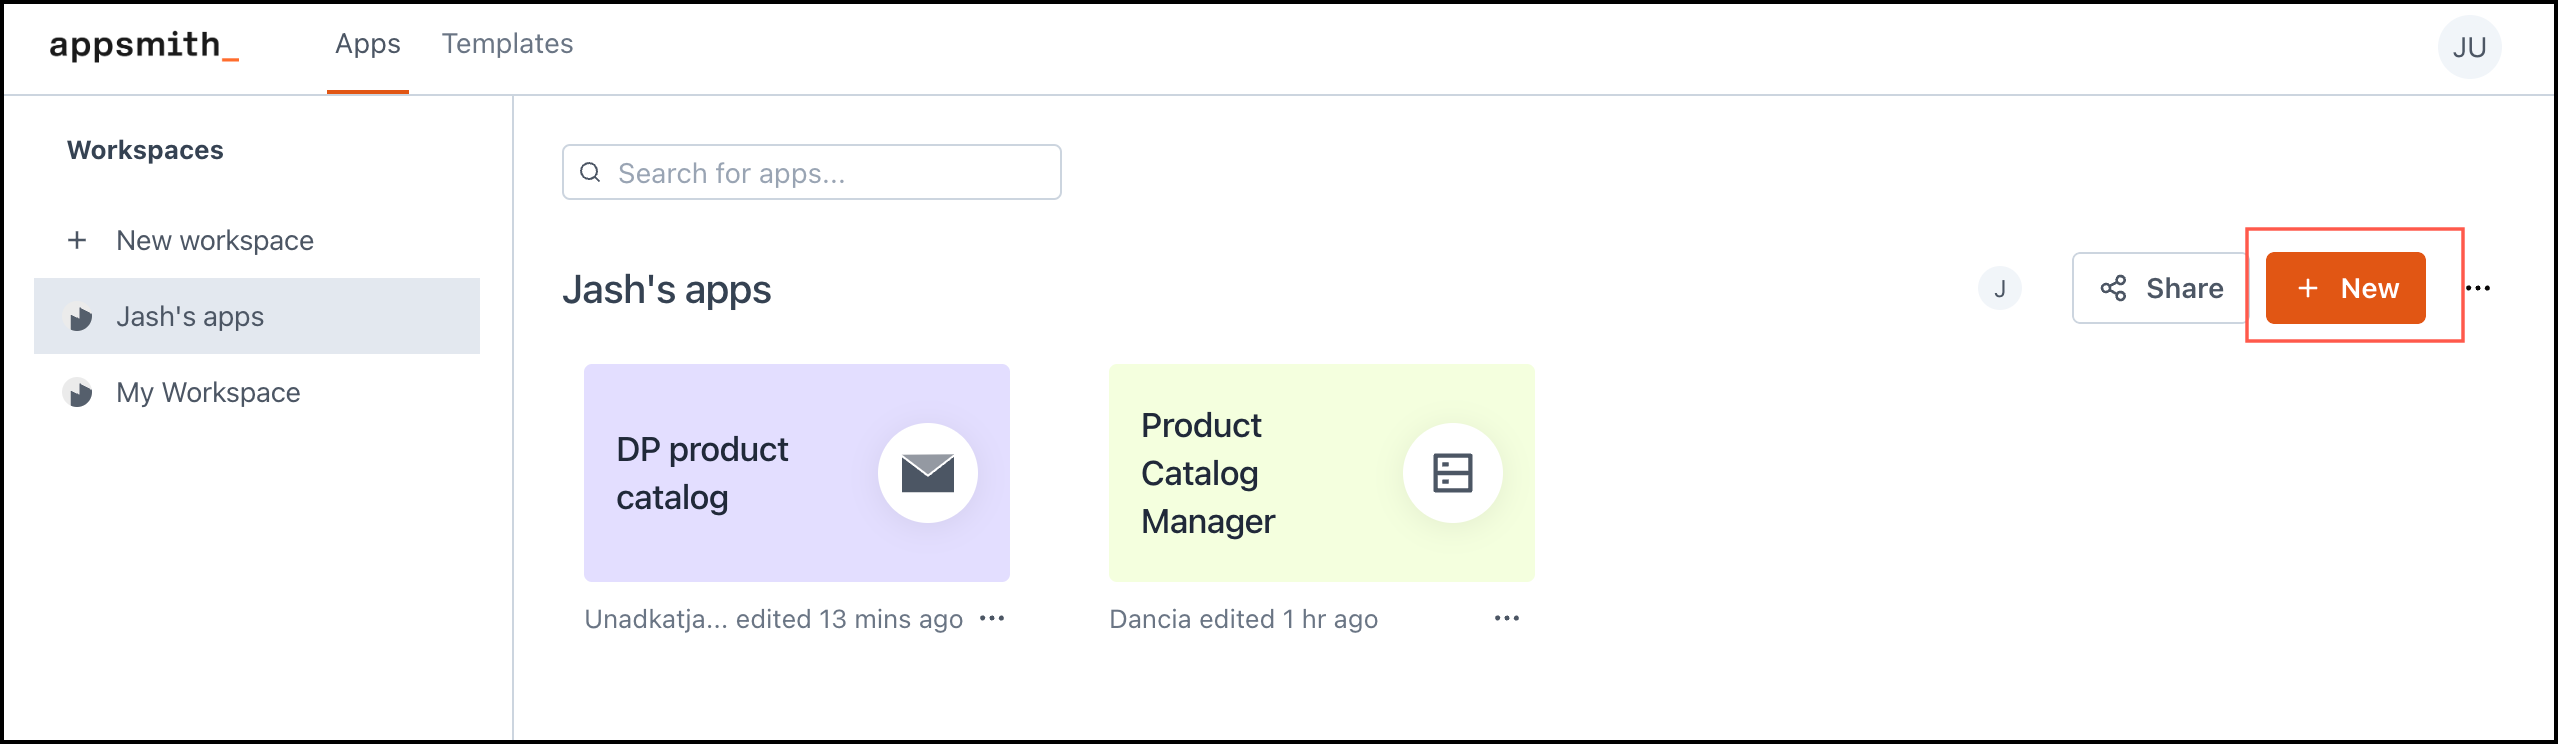 appsmith_
Apps
Templates
JU
Workspaces
New workspace
Jash's apps
My Workspace
Search for apps...
Jash's apps
J
Share
New
DP product
catalog
Unadkatja... edited 13 mins ago
Product
Catalog
Manager
Dancia edited 1 hr ago